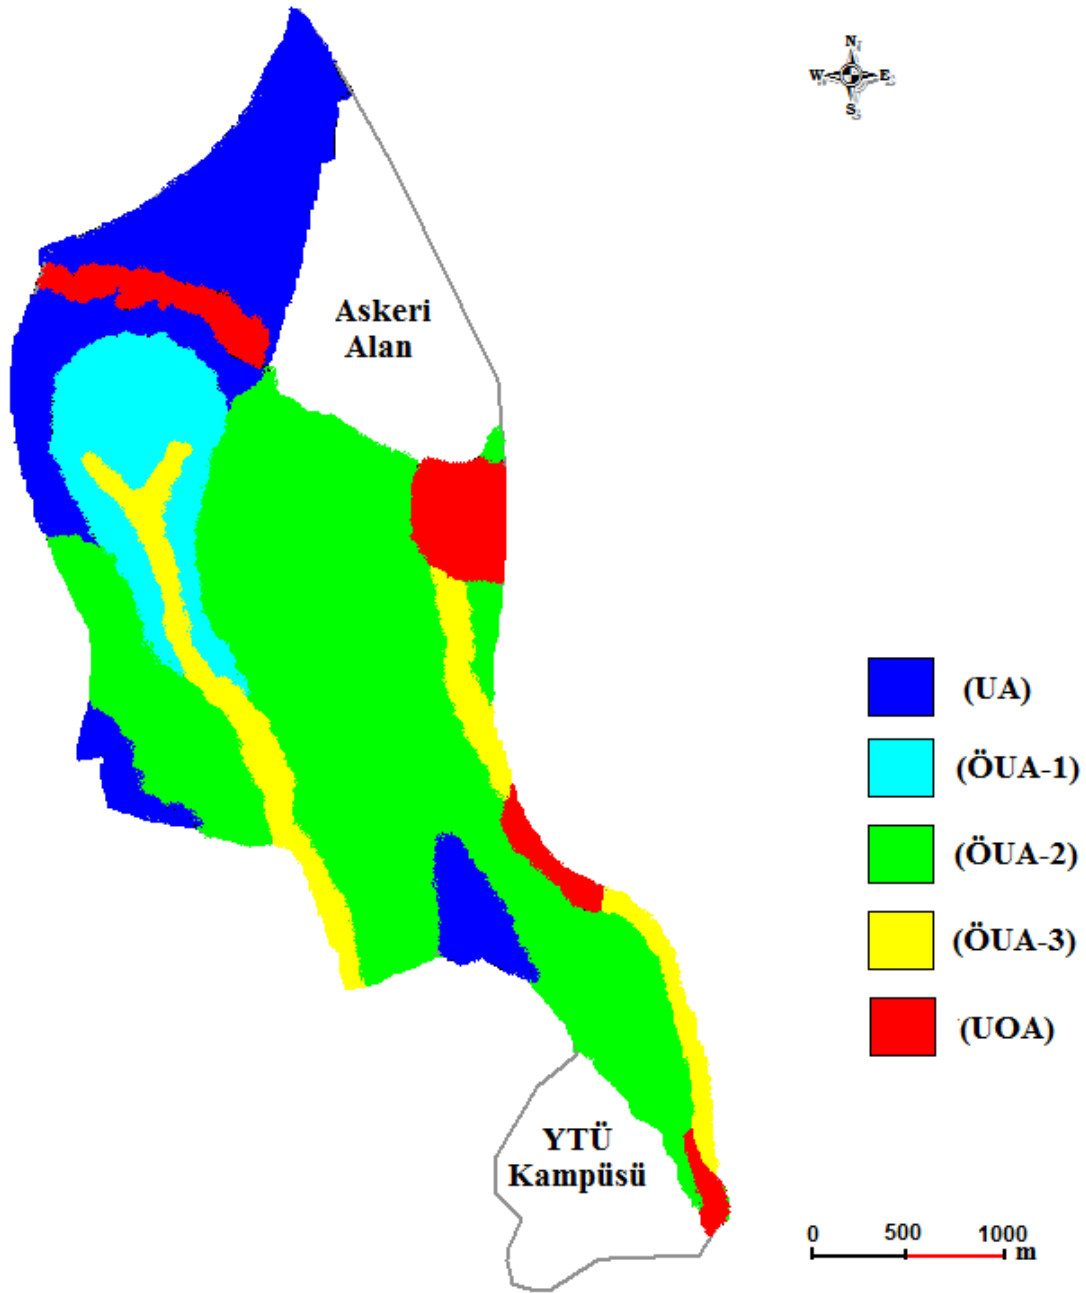 N
W E
S
Askeri
Alan
(UA)
(ÖUA-1)
(ÖUA-2)
(ÖUA-3)
(UOA)
YTÜ
Kampüsü
0 500 1000
m